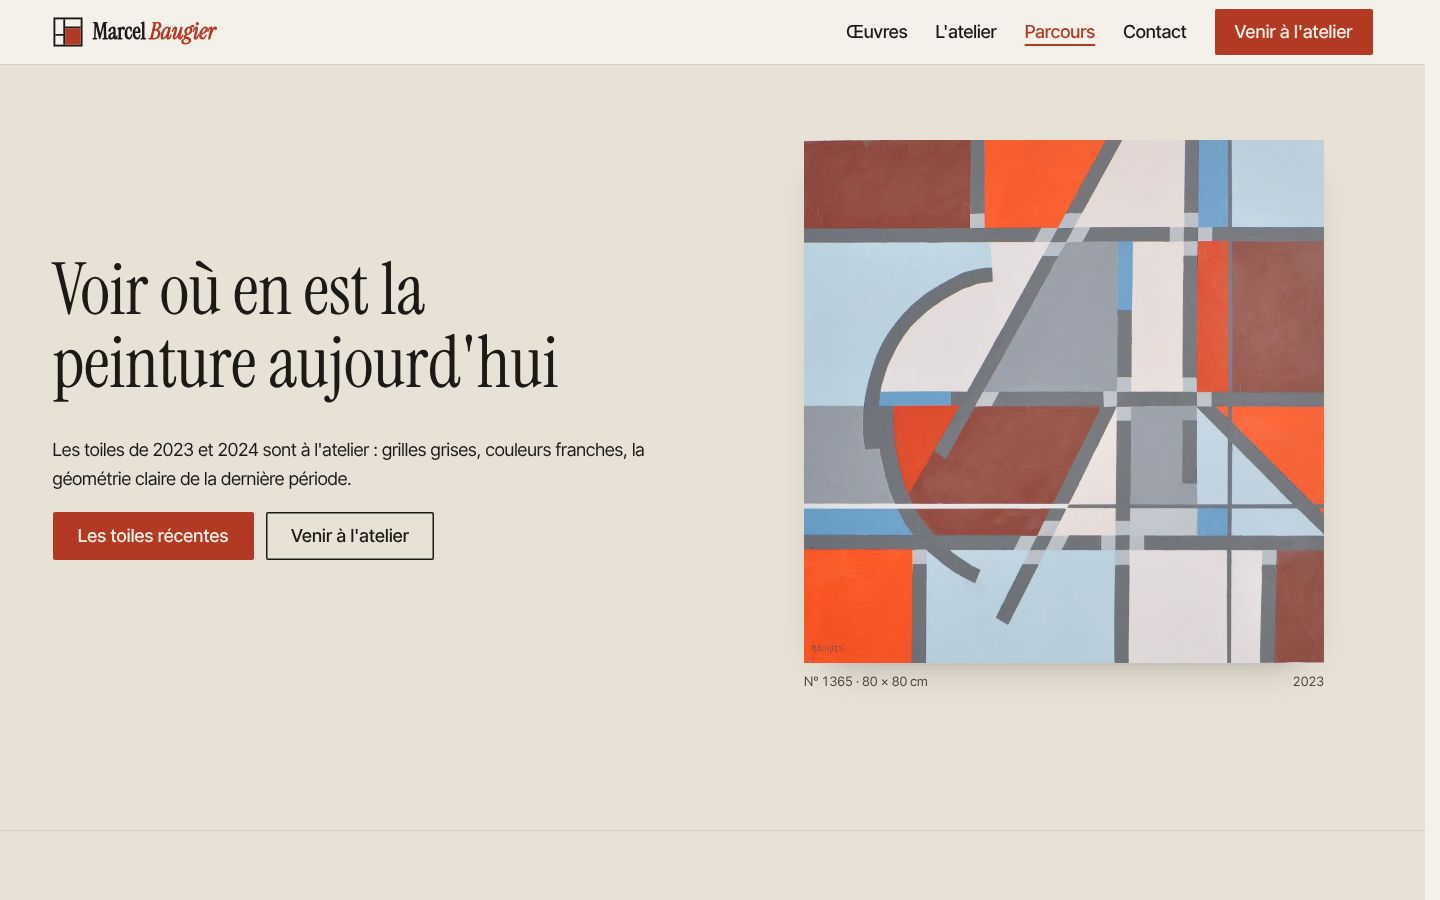 Marcel Baugier
Œuvres
L'atelier
Parcours
Contact
Venir à l'atelier
Voir où en est la
peinture aujourd'hui
Les toiles de 2023 et 2024 sont à l'atelier : grilles grises, couleurs franches, la
géométrie claire de la dernière période.
Les toiles récentes
Venir à l'atelier
BAUGIER
N° 1365 · 80 × 80 cm
2023